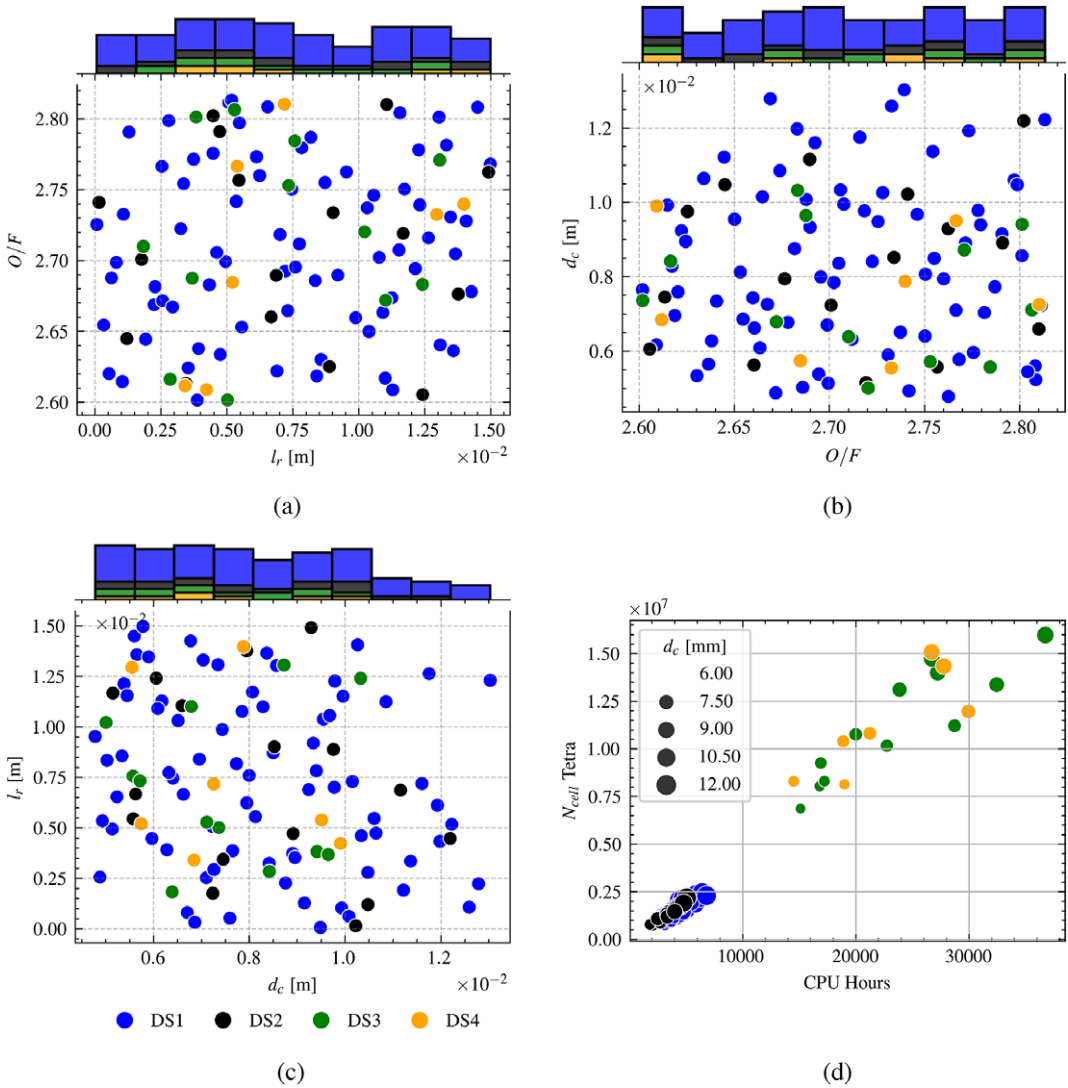 2.80
2.75
2.70
2.65
2.60
O/F
0.00 0.25 0.50 0.75 1.00 1.25 1.50
l_r [m]
×10⁻²
(a)
×10⁻²
1.2
1.0
0.8
0.6
d_c [m]
2.60 2.65 2.70 2.75 2.80
O/F
(b)
×10⁻²
1.50
1.25
1.00
0.75
0.50
0.25
0.00
l_r [m]
0.6 0.8 1.0 1.2
d_c [m]
×10⁻²
DS1 DS2 DS3 DS4
(c)
×10⁷
d_c [mm]
6.00
7.50
9.00
10.50
12.00
1.50
1.25
1.00
0.75
0.50
0.25
0.00
N_cell Tetra
10000 20000 30000
CPU Hours
(d)